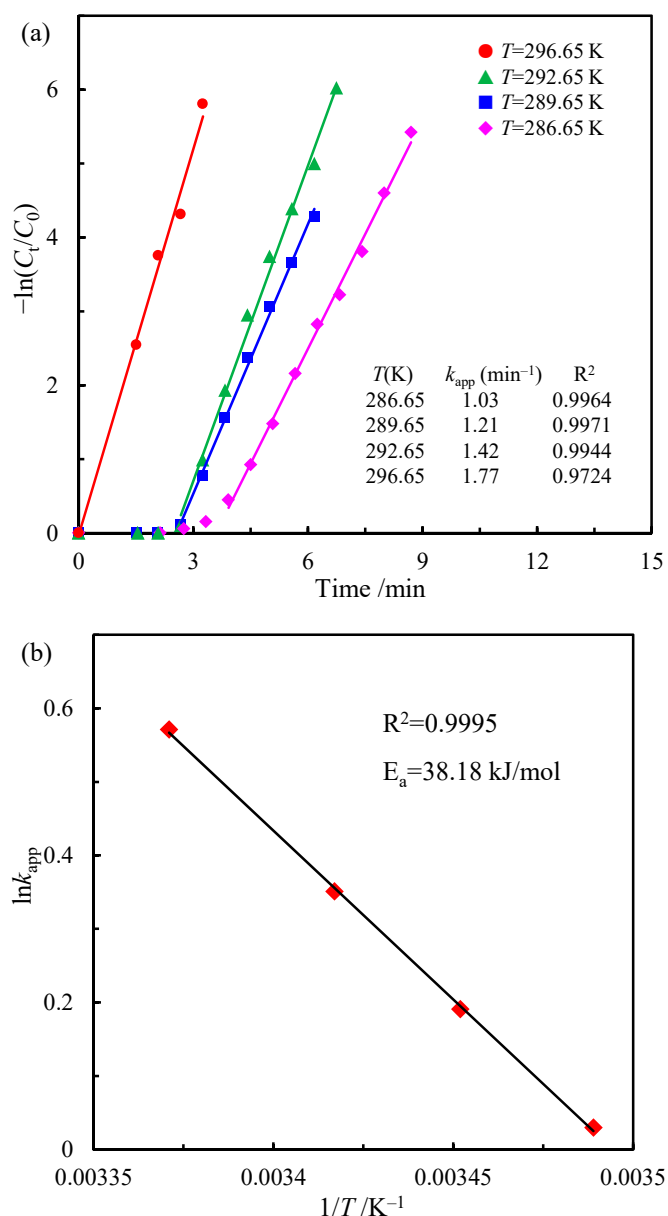 (a)
−ln(Cₜ/C₀)
6
4
2
0
T=296.65 K
T=292.65 K
T=289.65 K
T=286.65 K
T(K) kₐₚₚ (min⁻¹) R²
286.65 1.03 0.9964
289.65 1.21 0.9971
292.65 1.42 0.9944
296.65 1.77 0.9724
0 3 6 9 12 15
Time /min
(b)
lnkₐₚₚ
0.6
0.4
0.2
0
R²=0.9995
Eₐ=38.18 kJ/mol
0.00335 0.0034 0.00345 0.0035
1/T /K⁻¹